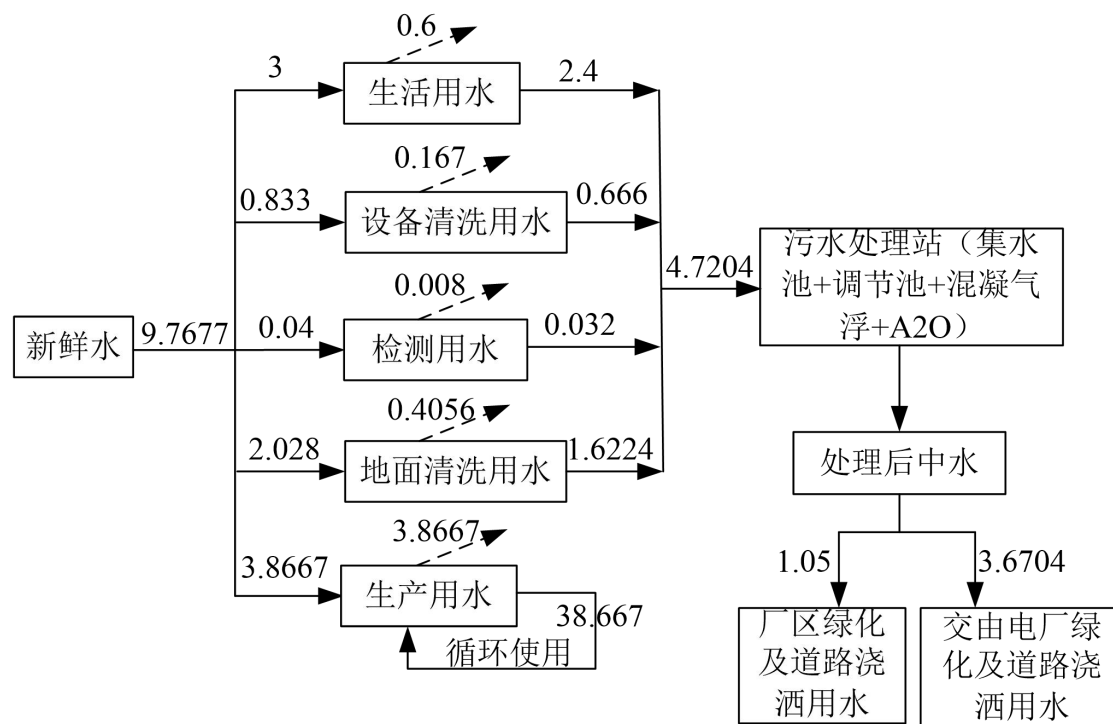 0.6
3
生活用水
2.4
0.167
0.833
设备清洗用水
0.666
污水处理站（集水
池+调节池+混凝气
浮+A2O）
4.7204
0.008
新鲜水
9.7677
0.04
检测用水
0.032
0.4056
2.028
地面清洗用水
1.6224
处理后中水
3.8667
3.8667
生产用水
38.667
循环使用
1.05
3.6704
厂区绿化
及道路浇
洒用水
交由电厂绿
化及道路浇
洒用水